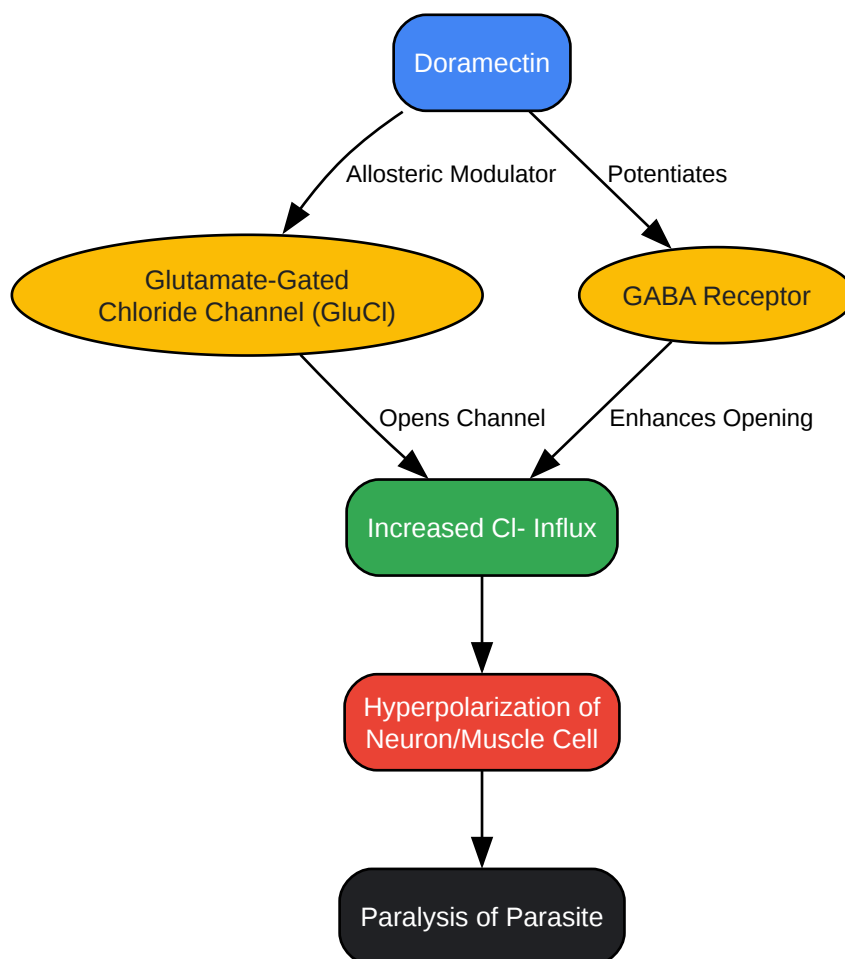 Doramectin
Allosteric Modulator
Potentiates
Glutamate-Gated
Chloride Channel (GluCl)
GABA Receptor
Opens Channel
Enhances Opening
Increased Cl- Influx
Hyperpolarization of
Neuron/Muscle Cell
Paralysis of Parasite